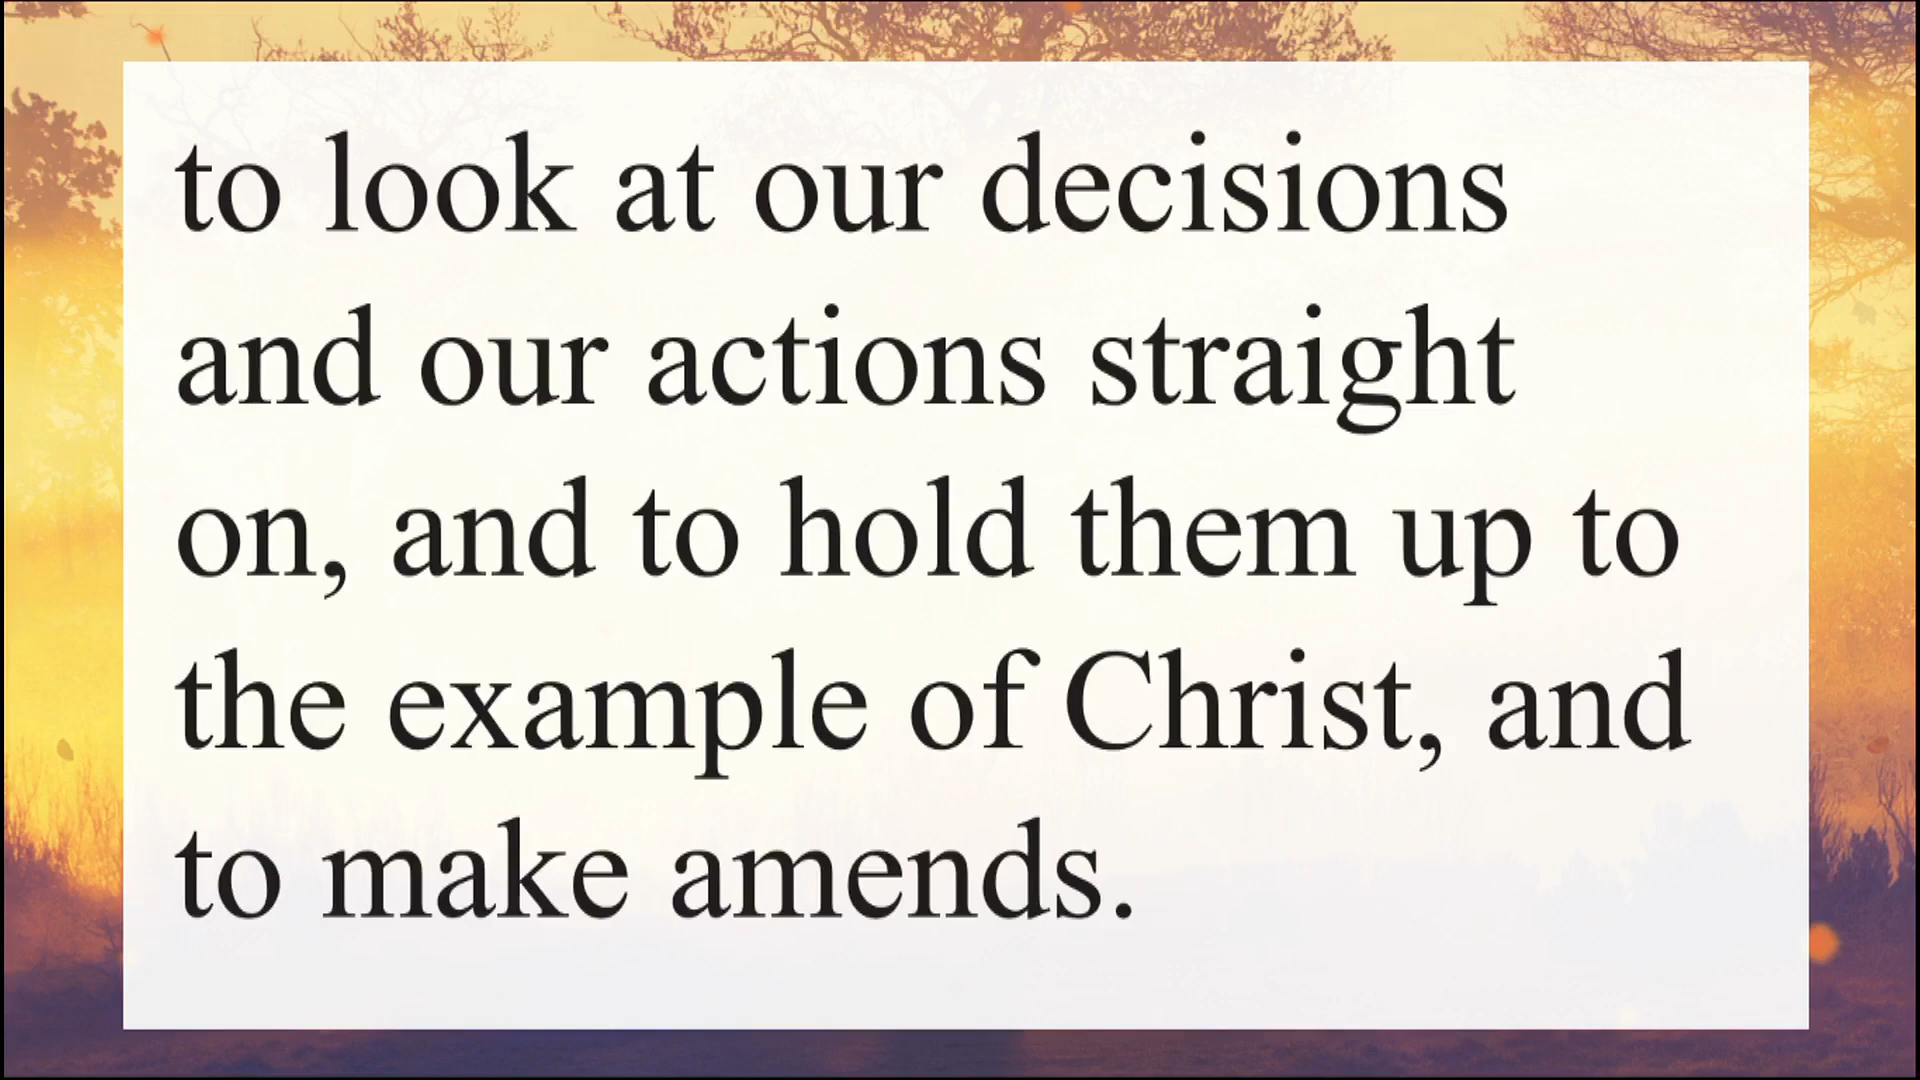 to look at our decisions
and our actions straight
on, and to hold them up to
the example of Christ, and
to make amends.